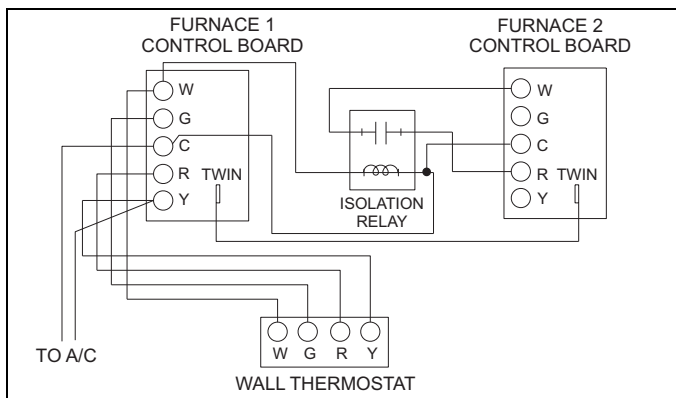 FURNACE 1
CONTROL BOARD
FURNACE 2
CONTROL BOARD
W
G
C
R
Y
TWIN
ISOLATION
RELAY
W
G
C
R
Y
TWIN
TO A/C
W G R Y
WALL THERMOSTAT